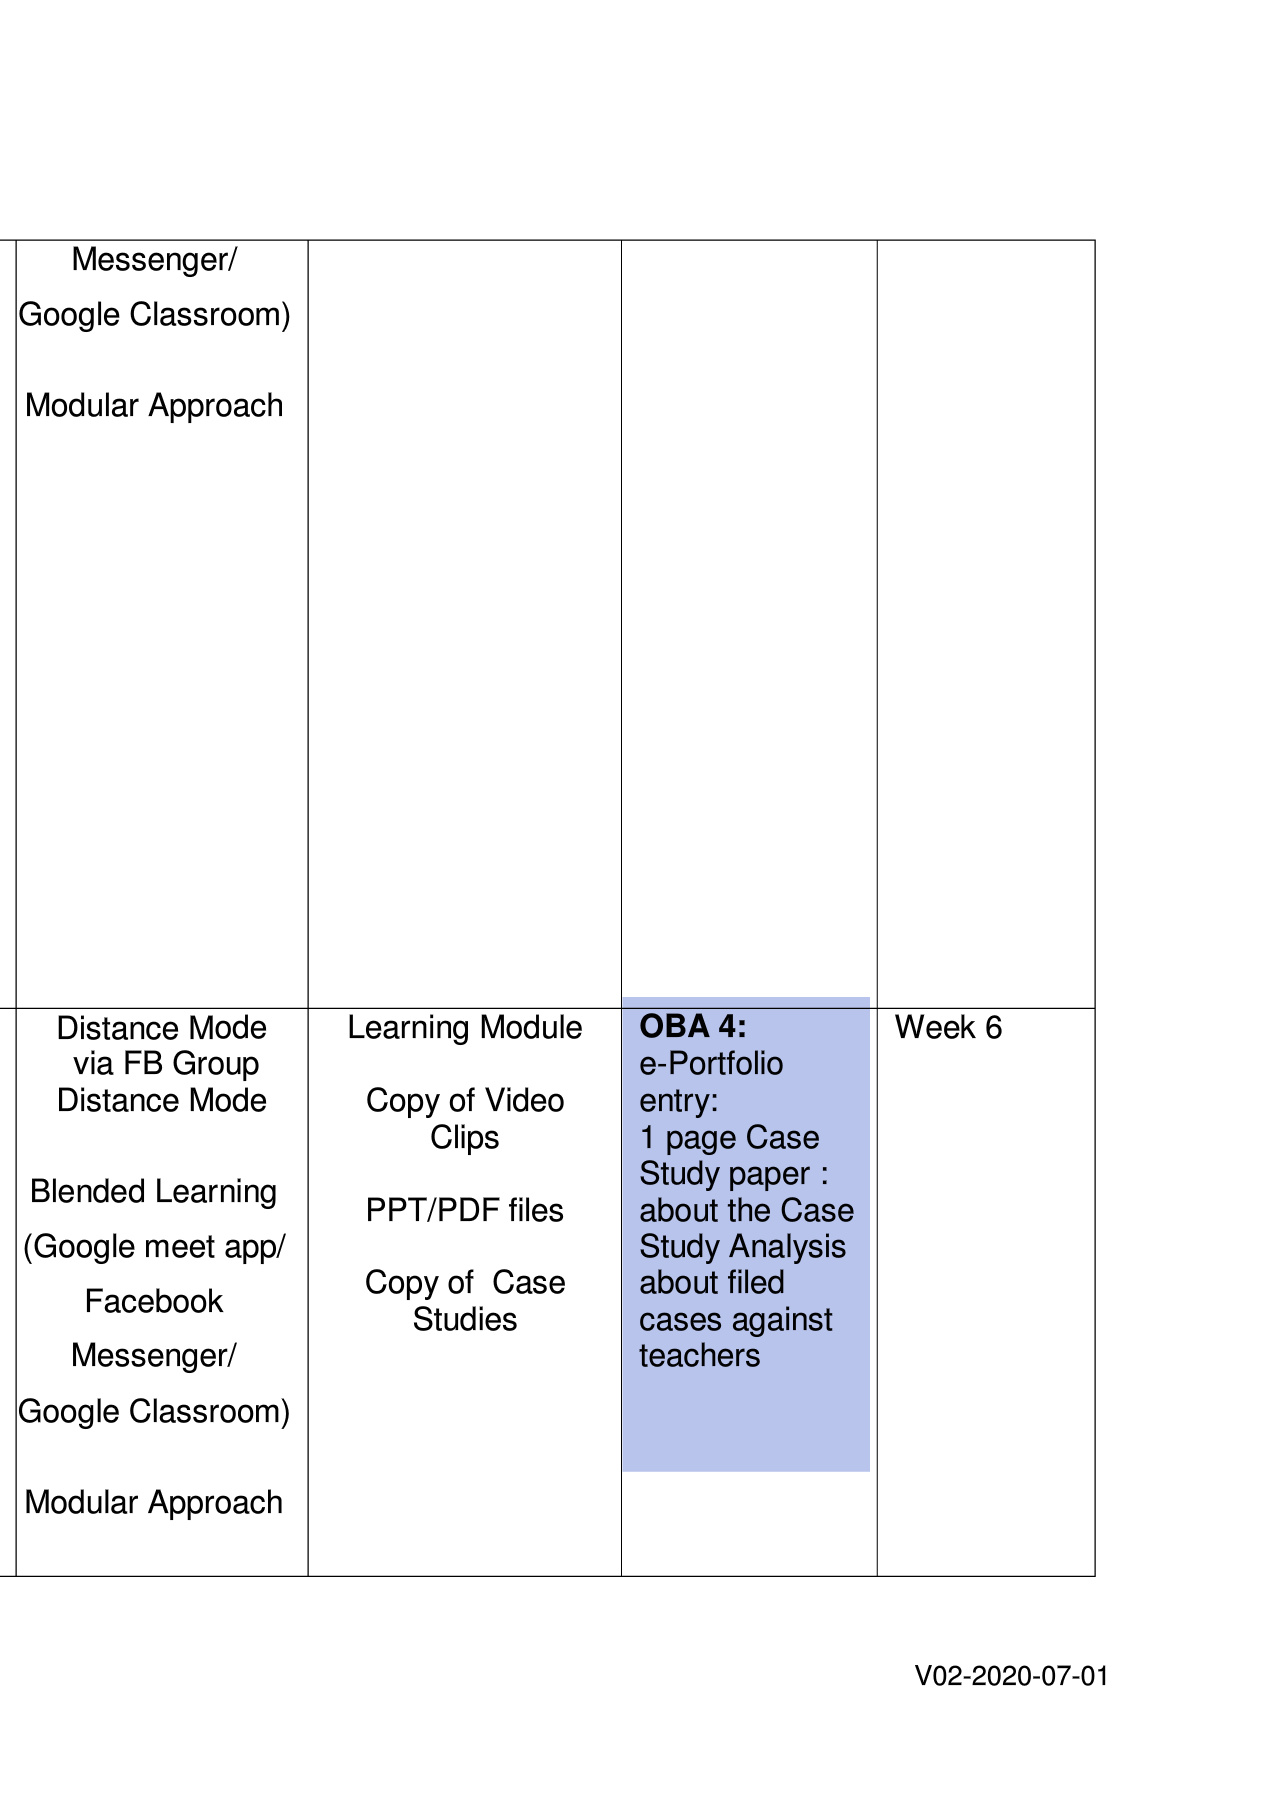 Messenger/
Google Classroom)
Modular Approach
Distance Mode
via FB Group
Distance Mode
Blended Learning
(Google meet app/
Facebook
Messenger/
Google Classroom)
Modular Approach
Learning Module
Copy of Video
Clips
PPT/PDF files
Copy of  Case
Studies
OBA 4:
e-Portfolio
entry:
1 page Case
Study paper :
about the Case
Study Analysis
about filed
cases against
teachers
Week 6
V02-2020-07-01